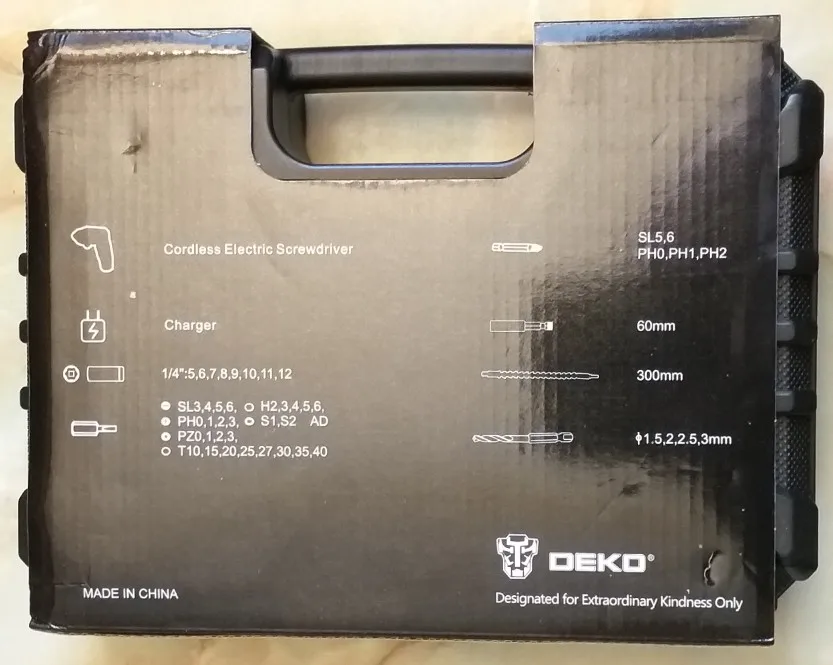 Cordless Electric Screwdriver
Charger
1/4":5,6,7,8,9,10,11,12
SL3,4,5,6, H2,3,4,5,6,
PH0,1,2,3, S1,S2 AD
PZ0,1,2,3,
T10,15,20,25,27,30,35,40
SL5,6
PH0,PH1,PH2
60mm
300mm
ϕ1.5,2,2.5,3mm
DEKO®
MADE IN CHINA
Designated for Extraordinary Kindness Only